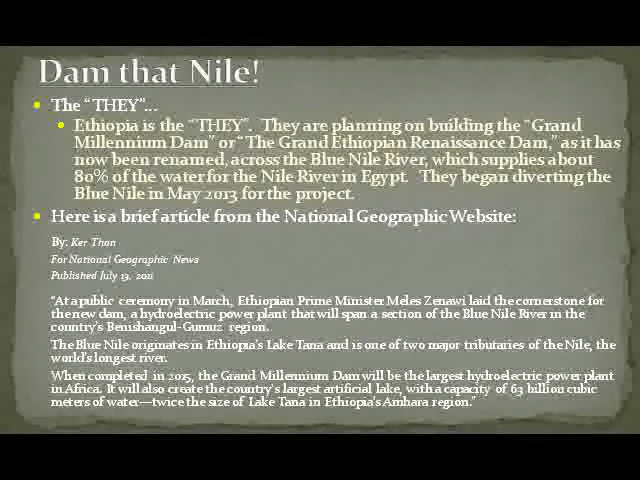 Dam that Nile!
The "THEY"...
Ethiopia is the "THEY". They are planning on building the "Grand
Millennium Dam" or "The Grand Ethiopian Renaissance Dam," as it has
now been renamed, across the Blue Nile River, which supplies about
80% of the water for the Nile River in Egypt. They began diverting the
Blue Nile in May 2013 for the project.
Here is a brief article from the National Geographic Website:
By: Ker Than
For National Geographic News
Published July 13, 2011
"At a public ceremony in March, Ethiopian Prime Minister Meles Zenawi laid the cornerstone for
the new dam, a hydroelectric power plant that will span a section of the Blue Nile River in the
country's Benishangul-Gumuz region.
The Blue Nile originates in Ethiopia's Lake Tana and is one of two major tributaries of the Nile, the
world's longest river.
When completed in 2015, the Grand Millennium Dam will be the largest hydroelectric power plant
in Africa. It will also create the country's largest artificial lake, with a capacity of 63 billion cubic
meters of water—twice the size of Lake Tana in Ethiopia's Amhara region."